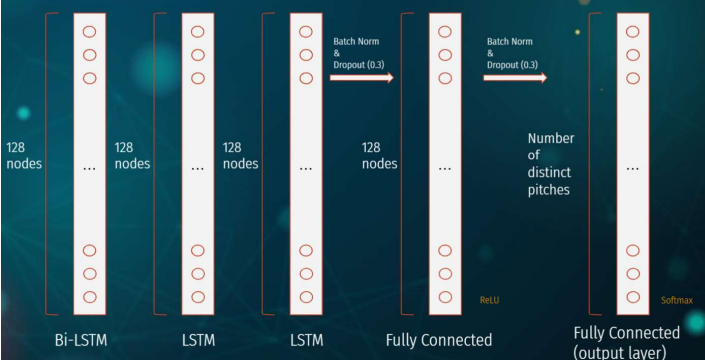 Batch Norm
&
Dropout (0.3)
Batch Norm
&
Dropout (0.3)
128
nodes
128
nodes
128
nodes
128
nodes
Number
of
distinct
pitches
...
...
...
...
...
ReLU
Softmax
Bi-LSTM
LSTM
LSTM
Fully Connected
Fully Connected
(output layer)